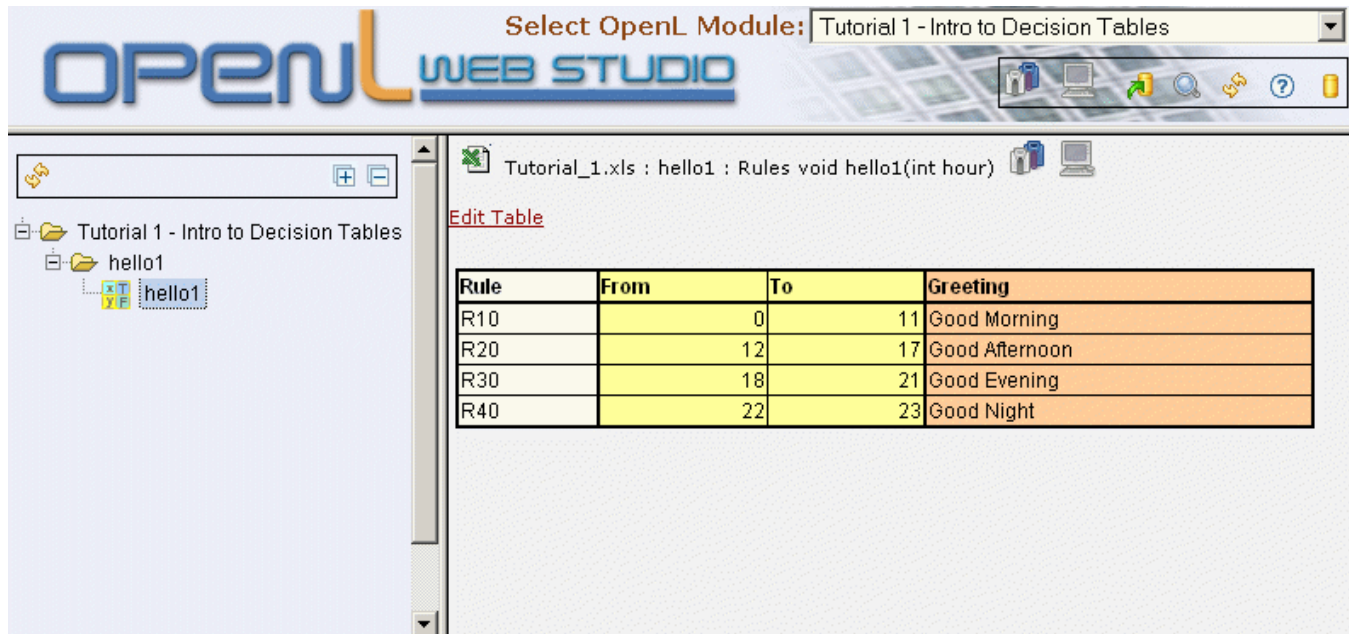 Select OpenL Module: Tutorial 1 - Intro to Decision Tables
OPENL WEB STUDIO
Tutorial_1.xls : hello1 : Rules void hello1(int hour)
Edit Table
Tutorial 1 - Intro to Decision Tables
hello1
hello1
Rule From To Greeting
R10 0 11 Good Morning
R20 12 17 Good Afternoon
R30 18 21 Good Evening
R40 22 23 Good Night